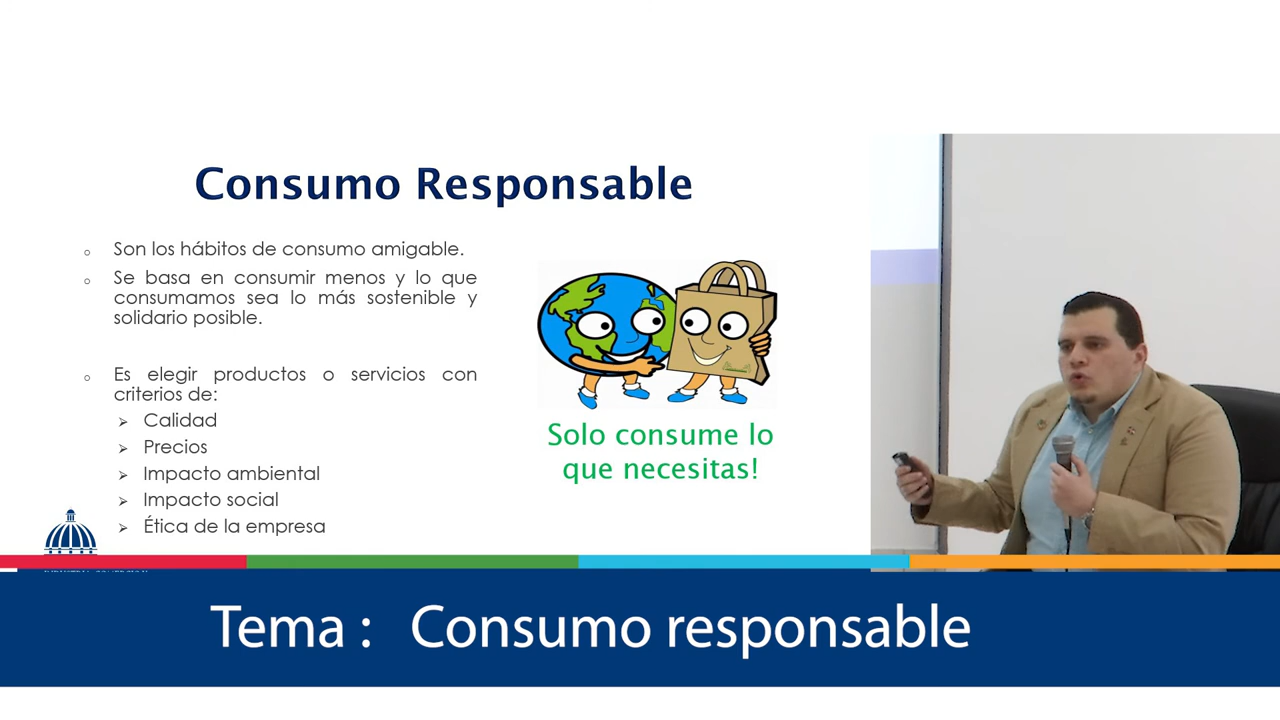 Consumo Responsable
Son los hábitos de consumo amigable.
Se basa en consumir menos y lo que
consumamos sea lo más sostenible y
solidario posible.
Es elegir productos o servicios con
criterios de:
Calidad
Precios
Impacto ambiental
Impacto social
Ética de la empresa
Solo consume lo
que necesitas!
Tema : Consumo responsable